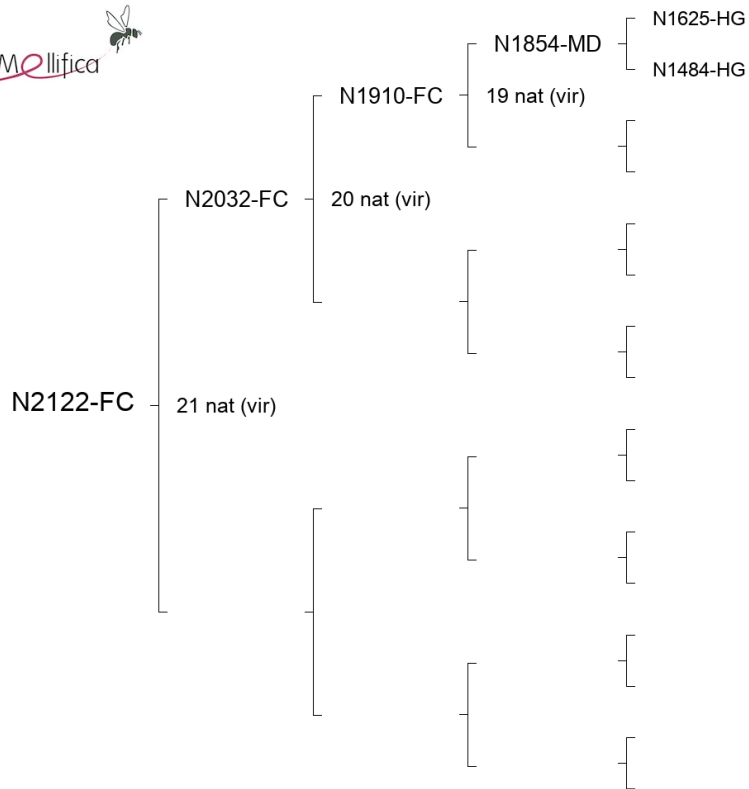 Mellifica
N1625-HG
N1854-MD
N1484-HG
N1910-FC
19 nat (vir)
N2032-FC
20 nat (vir)
N2122-FC
21 nat (vir)